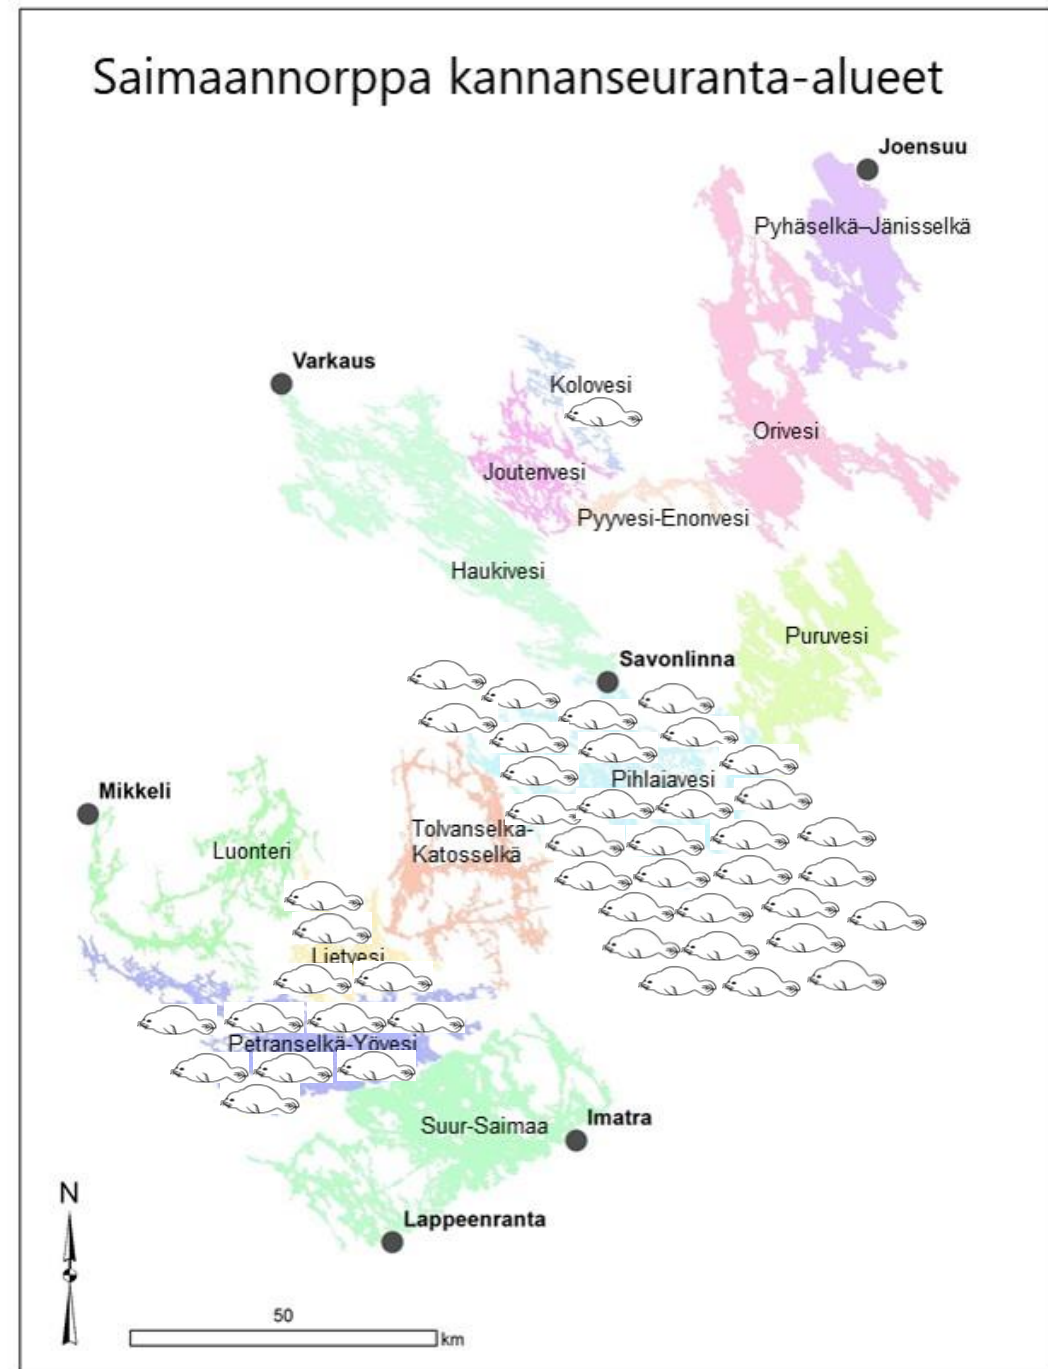 Saimaannorppa kannanseuranta-alueet
Joensuu
Pyhäselkä–Jänisselkä
Varkaus
Kolovesi
Orivesi
Joutenvesi
Pyyvesi-Enonvesi
Haukivesi
Puruvesi
Savonlinna
Pihlajavesi
Mikkeli
Tolvanselkä-
Katosselkä
Luonteri
Lietvesi
Petranselkä-Yövesi
Suur-Saimaa
Imatra
N
Lappeenranta
50
km